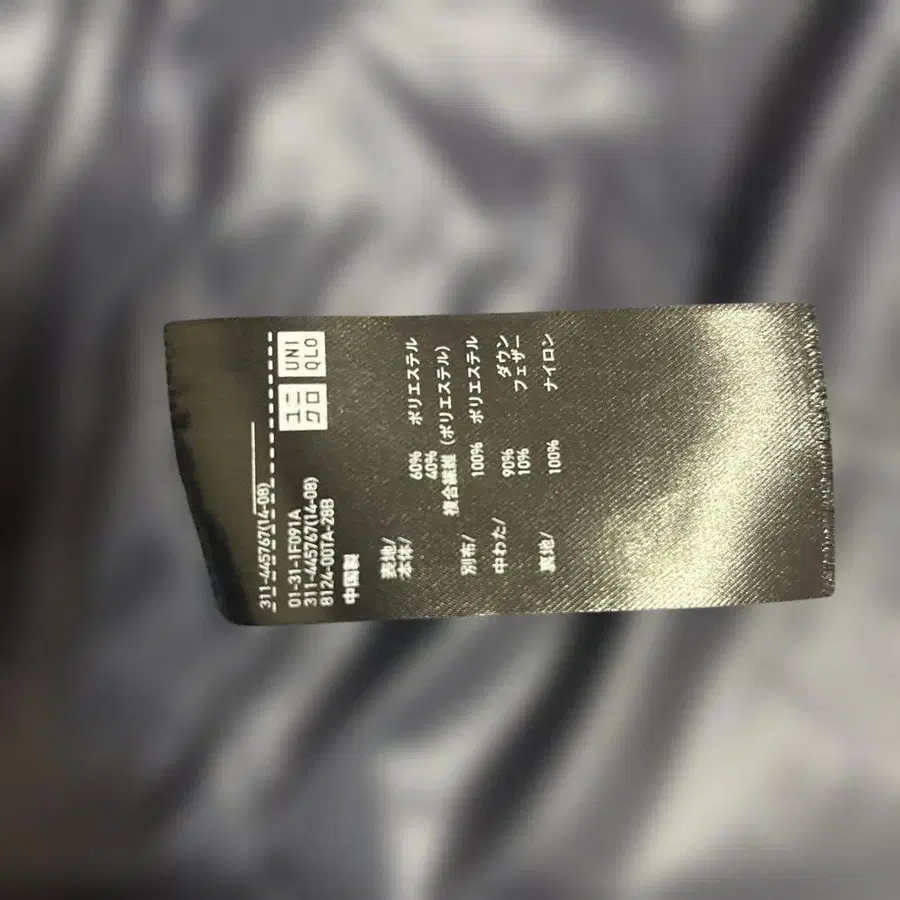 ユニ
クロ
UNI
QLO
311-445767(14-08)
01-31-1F091A
311-445767(14-08)
8124-00TA-28B
中国製
表地/
本体/
60% ポリエステル
40%
複合繊維(ポリエステル)
別布/ 100% ポリエステル
中わた/ 90% ダウン
10% フェザー
裏地/ 100% ナイロン